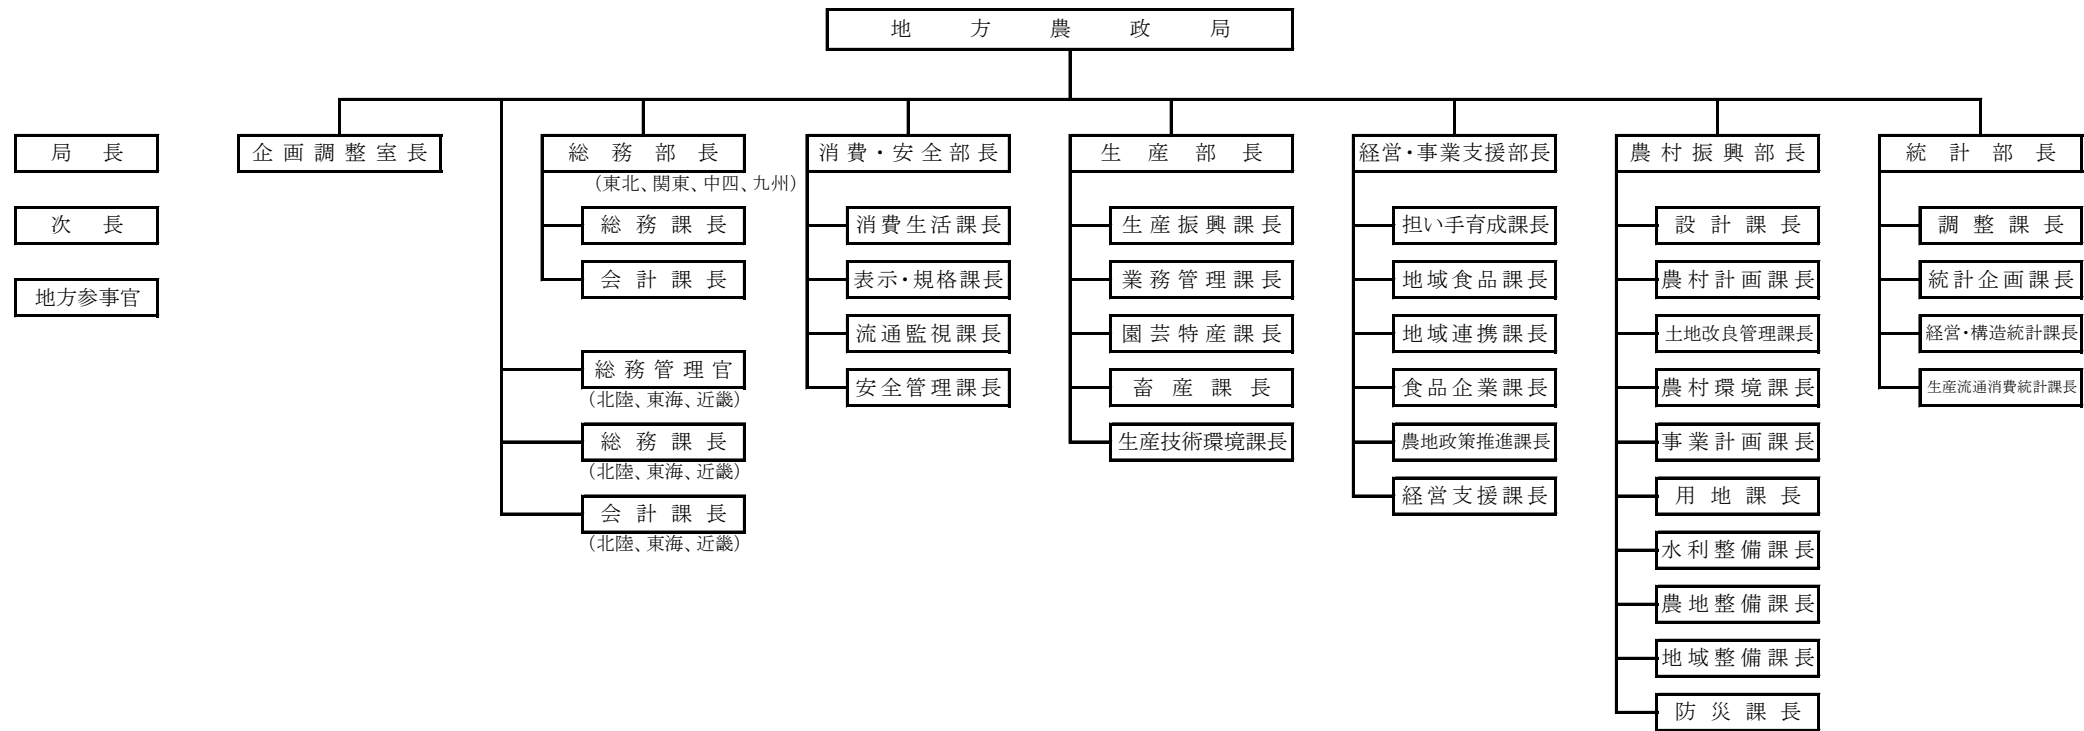 地方農政局
局長
次長
地方参事官
企画調整室長
総務部長
（東北、関東、中四、九州）
総務課長
会計課長
総務管理官
（北陸、東海、近畿）
総務課長
（北陸、東海、近畿）
会計課長
（北陸、東海、近畿）
消費・安全部長
消費生活課長
表示・規格課長
流通監視課長
安全管理課長
生産部長
生産振興課長
業務管理課長
園芸特産課長
畜産課長
生産技術環境課長
経営・事業支援部長
担い手育成課長
地域食品課長
地域連携課長
食品企業課長
農地政策推進課長
経営支援課長
農村振興部長
設計課長
農村計画課長
土地改良管理課長
農村環境課長
事業計画課長
用地課長
水利整備課長
農地整備課長
地域整備課長
防災課長
統計部長
調整課長
統計企画課長
経営・構造統計課長
生産流通消費統計課長